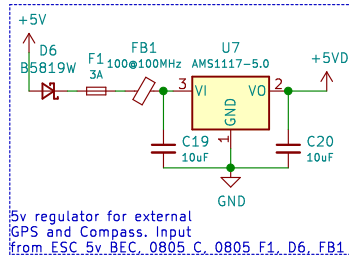 +5V
D6
B5819W
F1
3A
FB1
100@100MHz
U7
AMS1117-5.0
+5VD
3
VI
VO
2
GND
1
C19
10uF
C20
10uF
GND
5v regulator for external
GPS and Compass. Input
from ESC 5v BEC, 0805 C, 0805 F1, D6, FB1